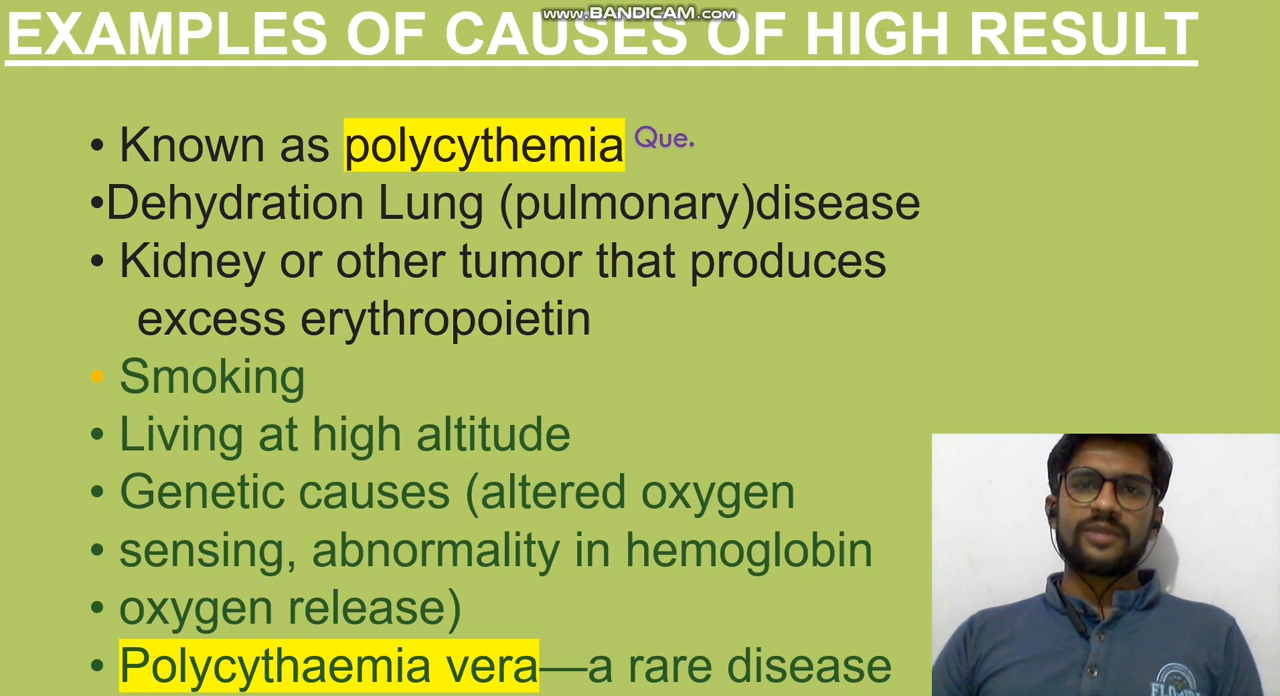 www.BANDICAM.com
EXAMPLES OF CAUSES OF HIGH RESULT
• Known as polycythemia Que.
•Dehydration Lung (pulmonary)disease
• Kidney or other tumor that produces
excess erythropoietin
• Smoking
• Living at high altitude
• Genetic causes (altered oxygen
• sensing, abnormality in hemoglobin
• oxygen release)
• Polycythaemia vera—a rare disease